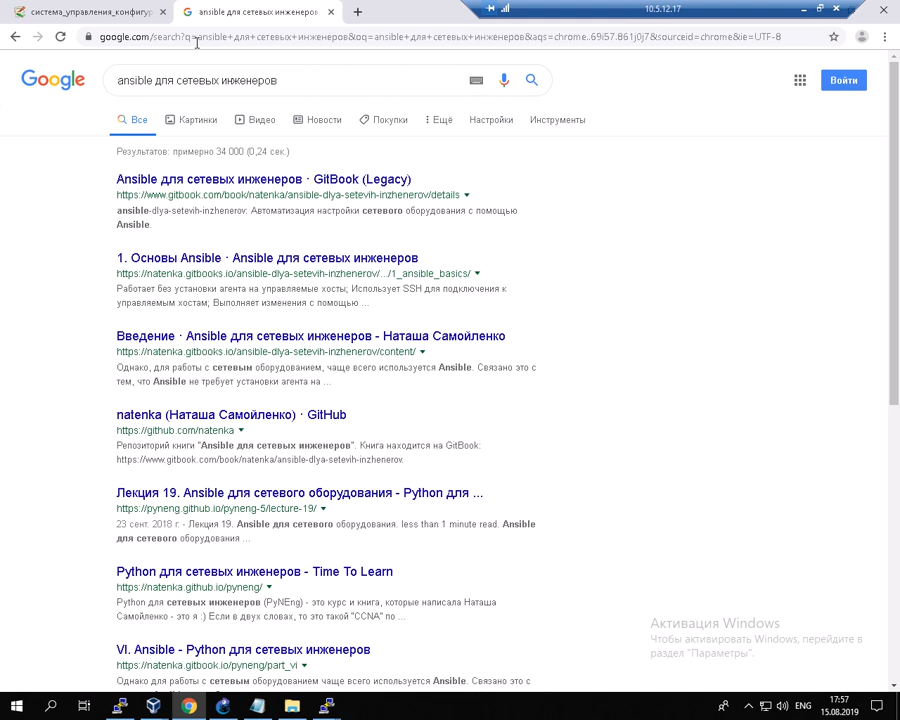 система_управления_конфигур
ansible для сетевых инженеров
10.5.12.17
google.com/search?q=ansible+для+сетевых+инженеров&oq=ansible+для+сетевых+инженеров&aqs=chrome..69i57.861j0j7&sourceid=chrome&ie=UTF-8
Google
ansible для сетевых инженеров
Войти
Все
Картинки
Видео
Новости
Покупки
Ещё
Настройки
Инструменты
Результатов: примерно 34 000 (0,24 сек.)
Ansible для сетевых инженеров · GitBook (Legacy)
https://www.gitbook.com/book/natenka/ansible-dlya-setevih-inzhenerov/details
ansible-dlya-setevih-inzhenerov: Автоматизация настройки сетевого оборудования с помощью
Ansible.
1. Основы Ansible · Ansible для сетевых инженеров
https://natenka.gitbooks.io/ansible-dlya-setevih-inzhenerov/.../1_ansible_basics/
Работает без установки агента на управляемые хосты; Использует SSH для подключения к
управляемым хостам; Выполняет изменения с помощью ...
Введение · Ansible для сетевых инженеров - Наташа Самойленко
https://natenka.gitbooks.io/ansible-dlya-setevih-inzhenerov/content/
Однако, для работы с сетевым оборудованием, чаще всего используется Ansible. Связано это с
тем, что Ansible не требует установки агента на ...
natenka (Наташа Самойленко) · GitHub
https://github.com/natenka
Репозиторий книги "Ansible для сетевых инженеров". Книга находится на GitBook:
https://www.gitbook.com/book/natenka/ansible-dlya-setevih-inzhenerov.
Лекция 19. Ansible для сетевого оборудования - Python для ...
https://pyneng.github.io/pyneng-5/lecture-19/
23 сент. 2018 г. - Лекция 19. Ansible для сетевого оборудования. less than 1 minute read. Ansible
для сетевого оборудования ...
Python для сетевых инженеров - Time To Learn
https://natenka.github.io/pyneng/
Python для сетевых инженеров (PyNEng) - это курс и книга, которые написала Наташа
Самойленко - это я :) Если в двух словах, то это такой "CCNA" по ...
VI. Ansible - Python для сетевых инженеров
https://natenka.gitbook.io/pyneng/part_vi
Однако для работы с сетевым оборудованием чаще всего используется Ansible. Связано это с
Активация Windows
Чтобы активировать Windows, перейдите в
раздел "Параметры".
ENG
17:57
15.08.2019